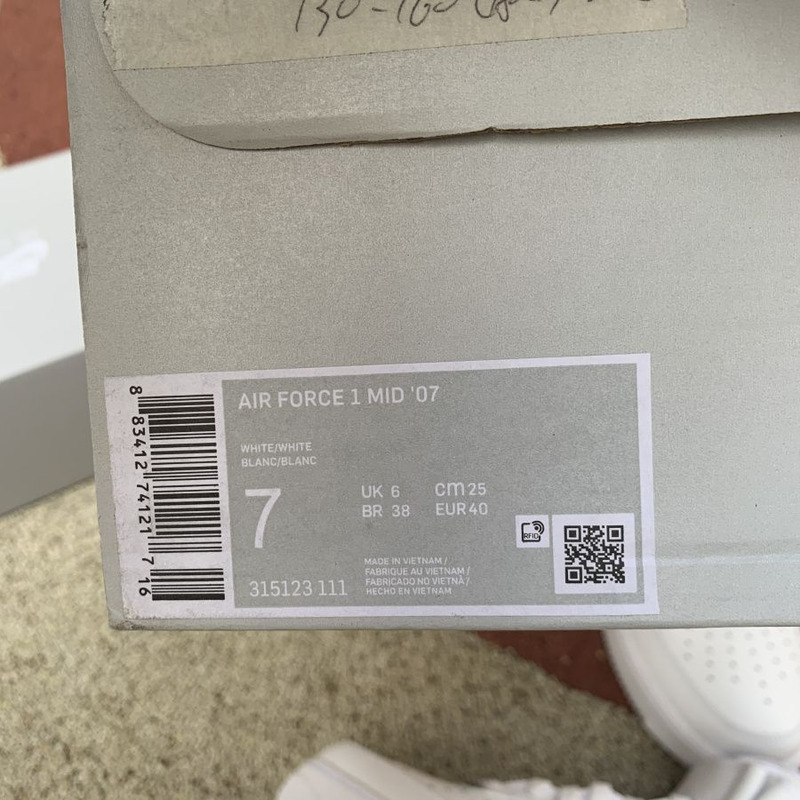 130-160
AIR FORCE 1 MID '07
WHITE/WHITE
BLANC/BLANC
7
UK 6
cm 25
BR 38
EUR 40
RFID
MADE IN VIETNAM /
FABRIQUE AU VIETNAM /
FABRICADO NO VIETNÃ /
HECHO EN VIETNAM
315123 111
8 83412 74121 7 16